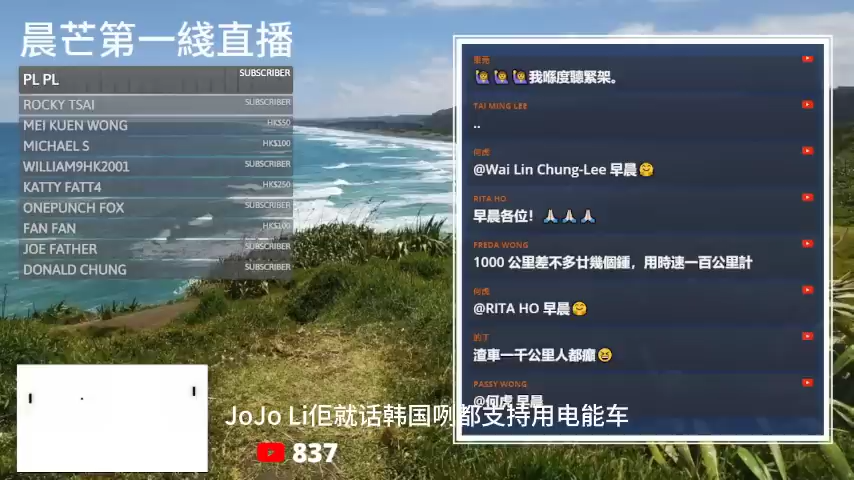 晨芒第一綫直播
PL PL SUBSCRIBER
ROCKY TSAI SUBSCRIBER
MEI KUEN WONG HK$50
MICHAEL S HK$100
WILLIAM9HK2001 SUBSCRIBER
KATTY FATT4 HK$250
ONEPUNCH FOX SUBSCRIBER
FAN FAN HK$100
JOE FATHER SUBSCRIBER
DONALD CHUNG SUBSCRIBER
🙋🙋🙋我喺度聽緊架。
TAI MING LEE
..
何虎
@Wai Lin Chung-Lee 早晨🤗
RITA HO
早晨各位！🙏🙏🙏
FREDA WONG
1000 公里差不多廿幾個鍾，用時速一百公里計
何虎
@RITA HO 早晨🤗
的丁
渣車一千公里人都癲😆
PASSY WONG
@何虎 早晨
JoJo Li佢就话韩国咧都支持用电能车
837